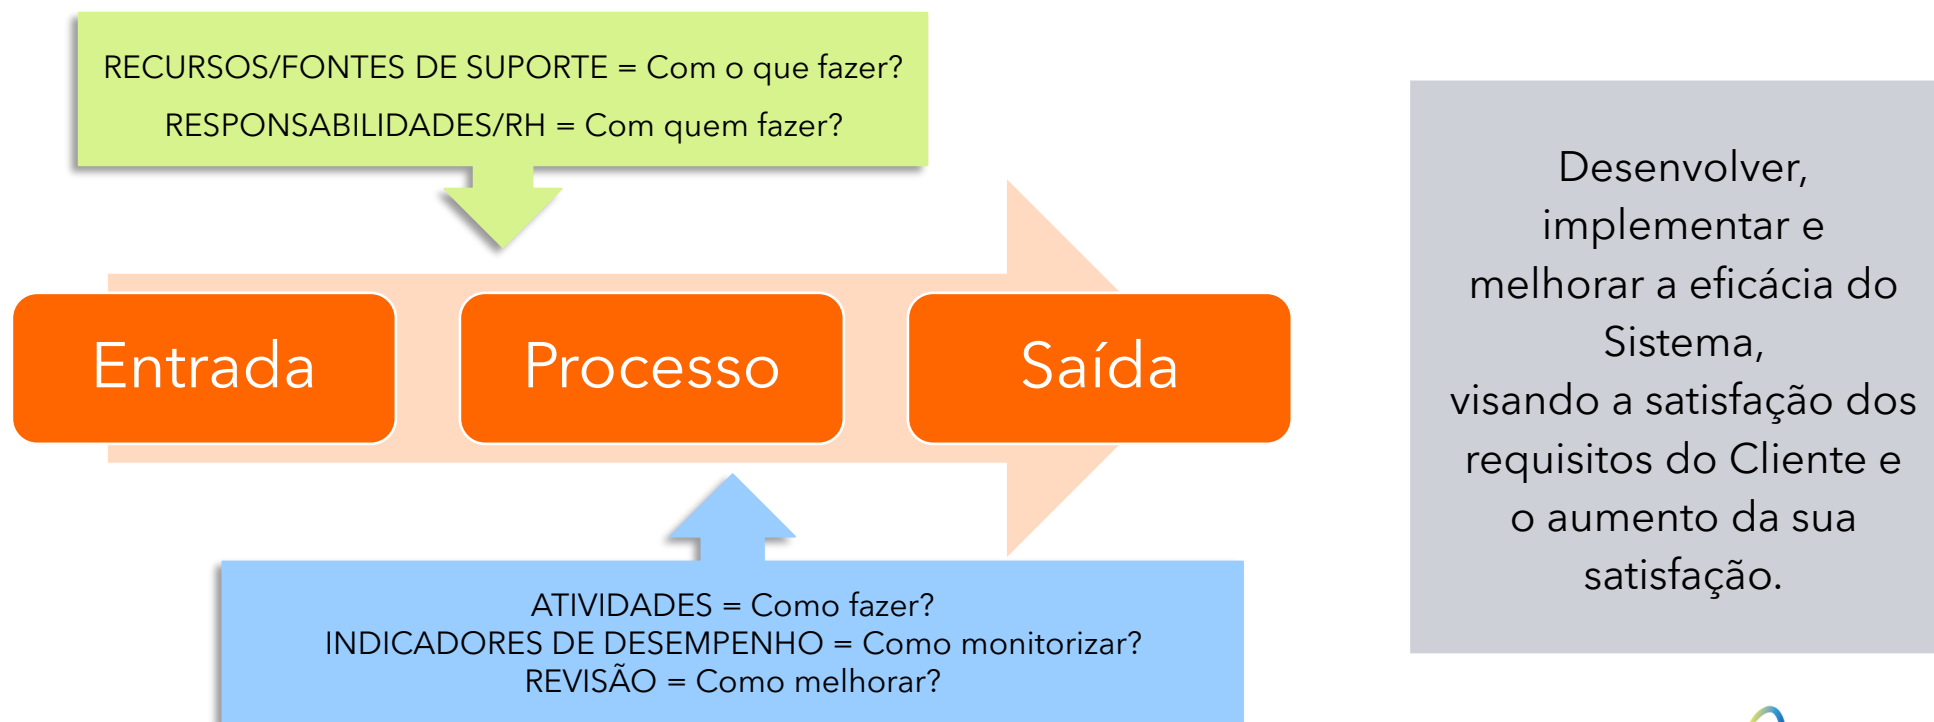 RECURSOS/FONTES DE SUPORTE = Com o que fazer?
RESPONSABILIDADES/RH = Com quem fazer?
Entrada
Processo
Saída
ATIVIDADES = Como fazer?
INDICADORES DE DESEMPENHO = Como monitorizar?
REVISÃO = Como melhorar?
Desenvolver,
implementar e
melhorar a eficácia do
Sistema,
visando a satisfação dos
requisitos do Cliente e
o aumento da sua
satisfação.